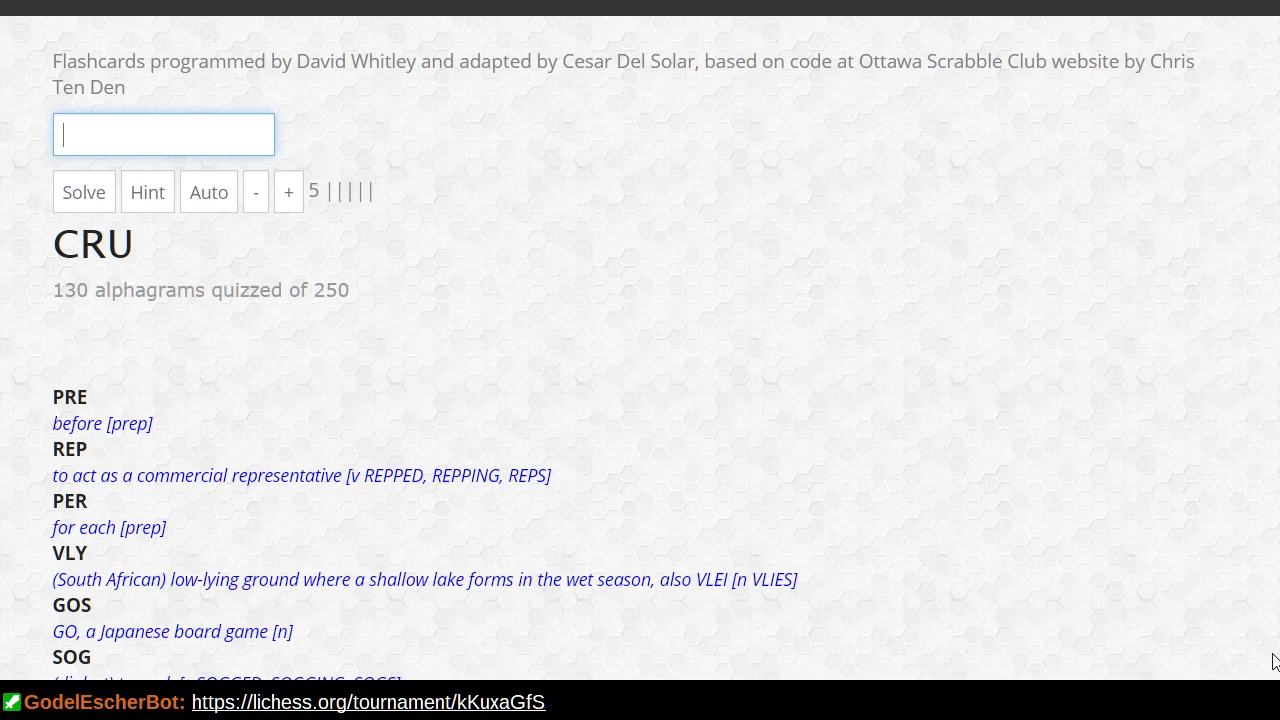 Flashcards programmed by David Whitley and adapted by Cesar Del Solar, based on code at Ottawa Scrabble Club website by Chris
Ten Den
Solve Hint Auto - + 5 |||||
CRU
130 alphagrams quizzed of 250
PRE
before [prep]
REP
to act as a commercial representative [v REPPED, REPPING, REPS]
PER
for each [prep]
VLY
(South African) low-lying ground where a shallow lake forms in the wet season, also VLEI [n VLIES]
GOS
GO, a Japanese board game [n]
SOG
GodelEscherBot: https://lichess.org/tournament/kKuxaGfS